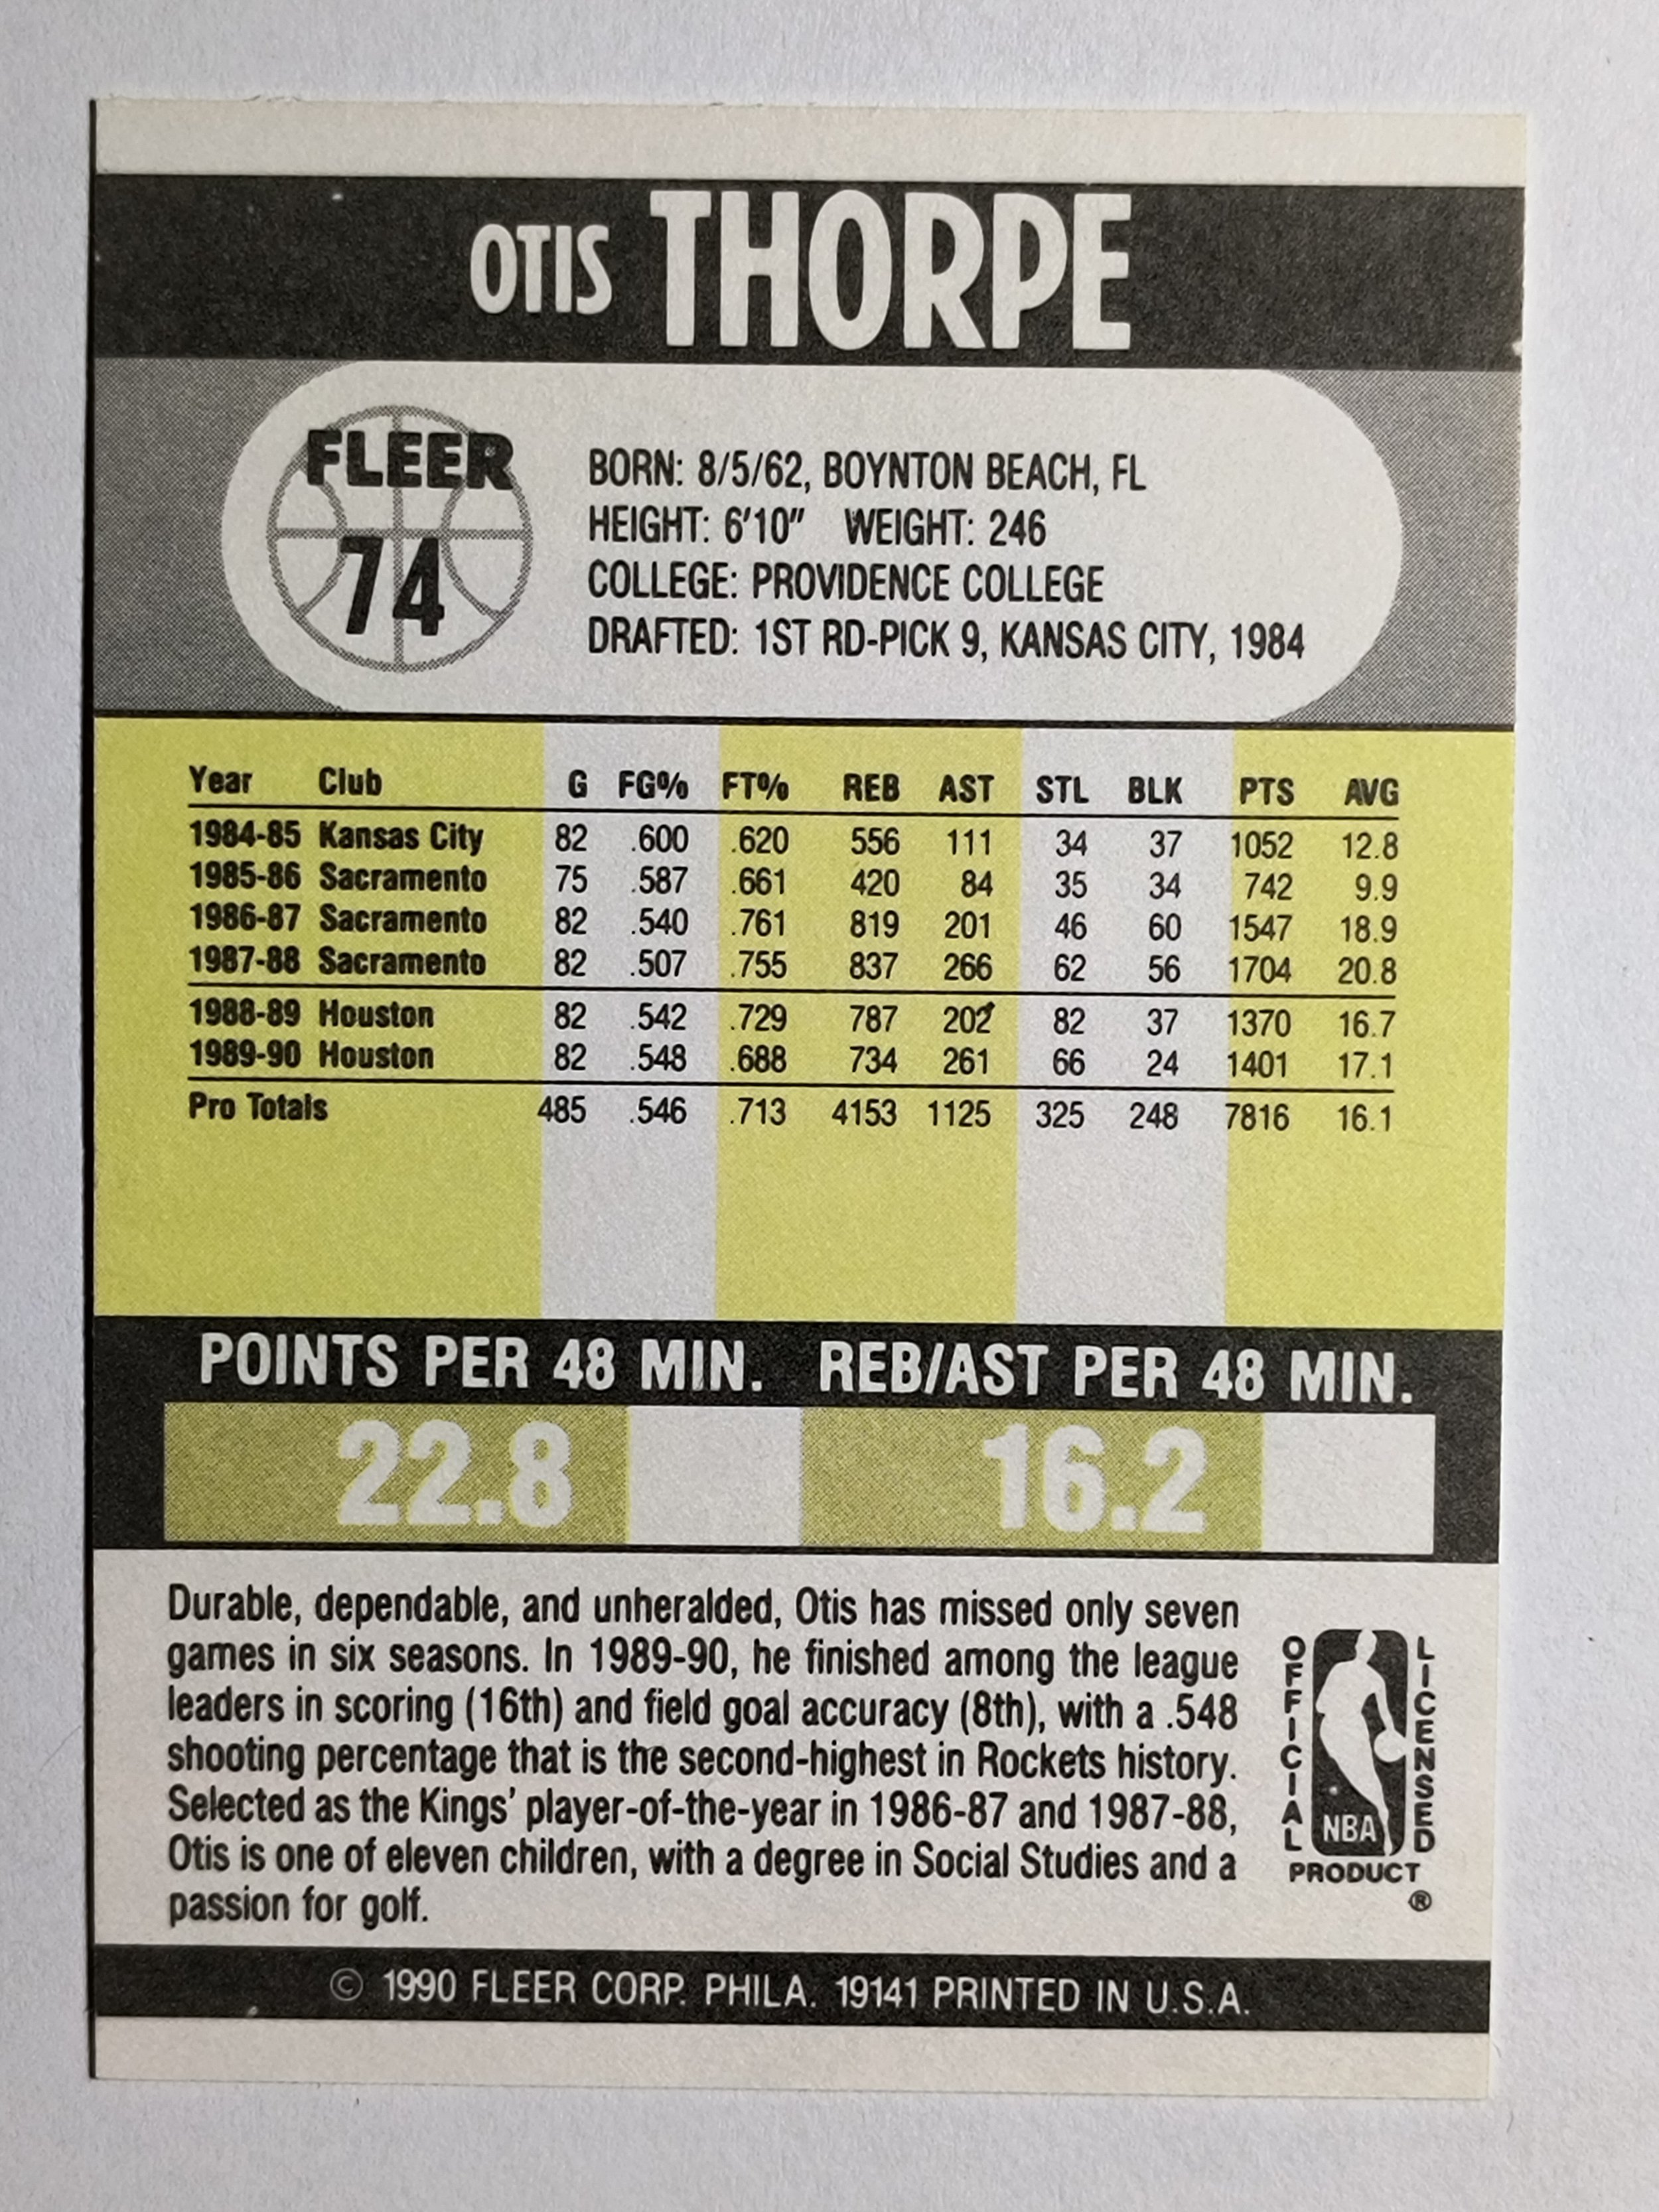 OTIS THORPE
FLEER
74
BORN: 8/5/62, BOYNTON BEACH, FL
HEIGHT: 6'10" WEIGHT: 246
COLLEGE: PROVIDENCE COLLEGE
DRAFTED: 1ST RD-PICK 9, KANSAS CITY, 1984
Year Club G FG% FT% REB AST STL BLK PTS AVG
1984-85 Kansas City 82 .600 .620 556 111 34 37 1052 12.8
1985-86 Sacramento 75 .587 .661 420 84 35 34 742 9.9
1986-87 Sacramento 82 .540 .761 819 201 46 60 1547 18.9
1987-88 Sacramento 82 .507 .755 837 266 62 56 1704 20.8
1988-89 Houston 82 .542 .729 787 202 82 37 1370 16.7
1989-90 Houston 82 .548 .688 734 261 66 24 1401 17.1
Pro Totals 485 .546 .713 4153 1125 325 248 7816 16.1
POINTS PER 48 MIN. REB/AST PER 48 MIN.
22.8 16.2
Durable, dependable, and unheralded, Otis has missed only seven
games in six seasons. In 1989-90, he finished among the league
leaders in scoring (16th) and field goal accuracy (8th), with a .548
shooting percentage that is the second-highest in Rockets history.
Selected as the Kings' player-of-the-year in 1986-87 and 1987-88,
Otis is one of eleven children, with a degree in Social Studies and a
passion for golf.
OFFICIAL LICENSED
NBA
PRODUCT
®
© 1990 FLEER CORP. PHILA. 19141 PRINTED IN U.S.A.